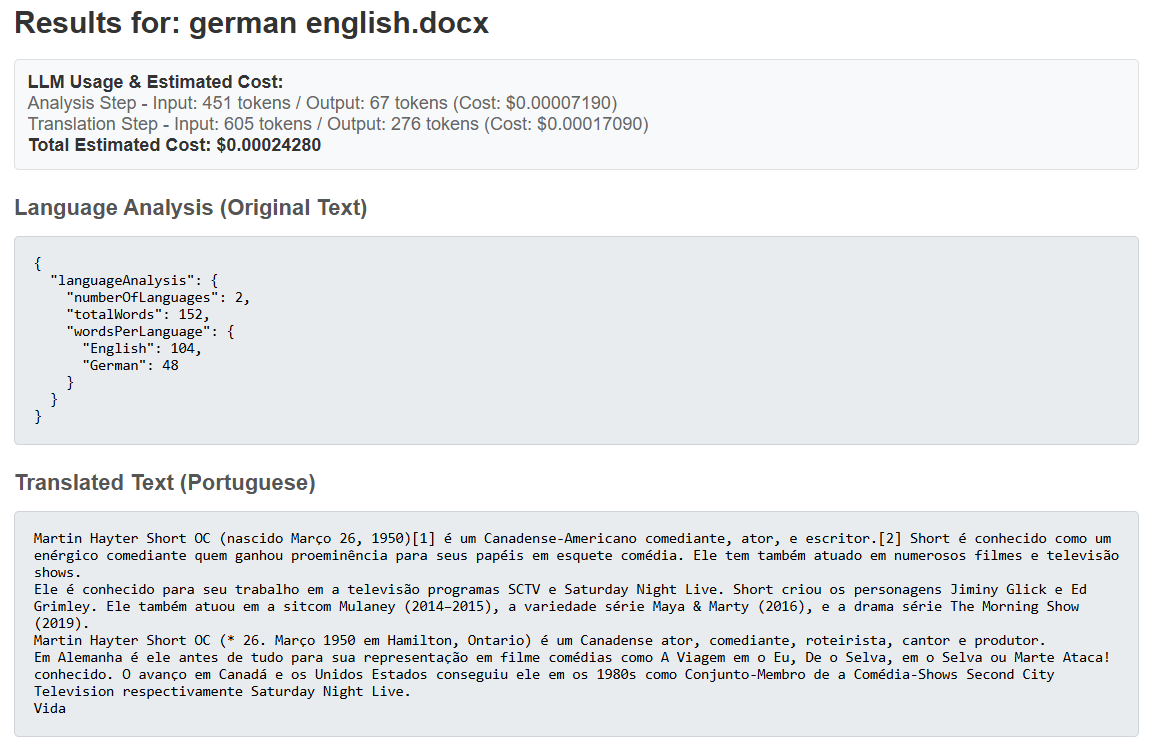 Results for: german english.docx
LLM Usage & Estimated Cost:
Analysis Step - Input: 451 tokens / Output: 67 tokens (Cost: $0.00007190)
Translation Step - Input: 605 tokens / Output: 276 tokens (Cost: $0.00017090)
Total Estimated Cost: $0.00024280
Language Analysis (Original Text)
{
  "languageAnalysis": {
    "numberOfLanguages": 2,
    "totalWords": 152,
    "wordsPerLanguage": {
      "English": 104,
      "German": 48
    }
  }
}
Translated Text (Portuguese)
Martin Hayter Short OC (nascido Março 26, 1950)[1] é um Canadense-Americano comediante, ator, e escritor.[2] Short é conhecido como um
enérgico comediante quem ganhou proeminência para seus papéis em esquete comédia. Ele tem também atuado em numerosos filmes e televisão
shows.
Ele é conhecido para seu trabalho em a televisão programas SCTV e Saturday Night Live. Short criou os personagens Jiminy Glick e Ed
Grimley. Ele também atuou em a sitcom Mulaney (2014–2015), a variedade série Maya & Marty (2016), e a drama série The Morning Show
(2019).
Martin Hayter Short OC (* 26. Março 1950 em Hamilton, Ontario) é um Canadense ator, comediante, roteirista, cantor e produtor.
Em Alemanha é ele antes de tudo para sua representação em filme comédias como A Viagem em o Eu, De o Selva, em o Selva ou Marte Ataca!
conhecido. O avanço em Canadá e os Unidos Estados conseguiu ele em os 1980s como Conjunto-Membro de a Comédia-Shows Second City
Television respectivamente Saturday Night Live.
Vida